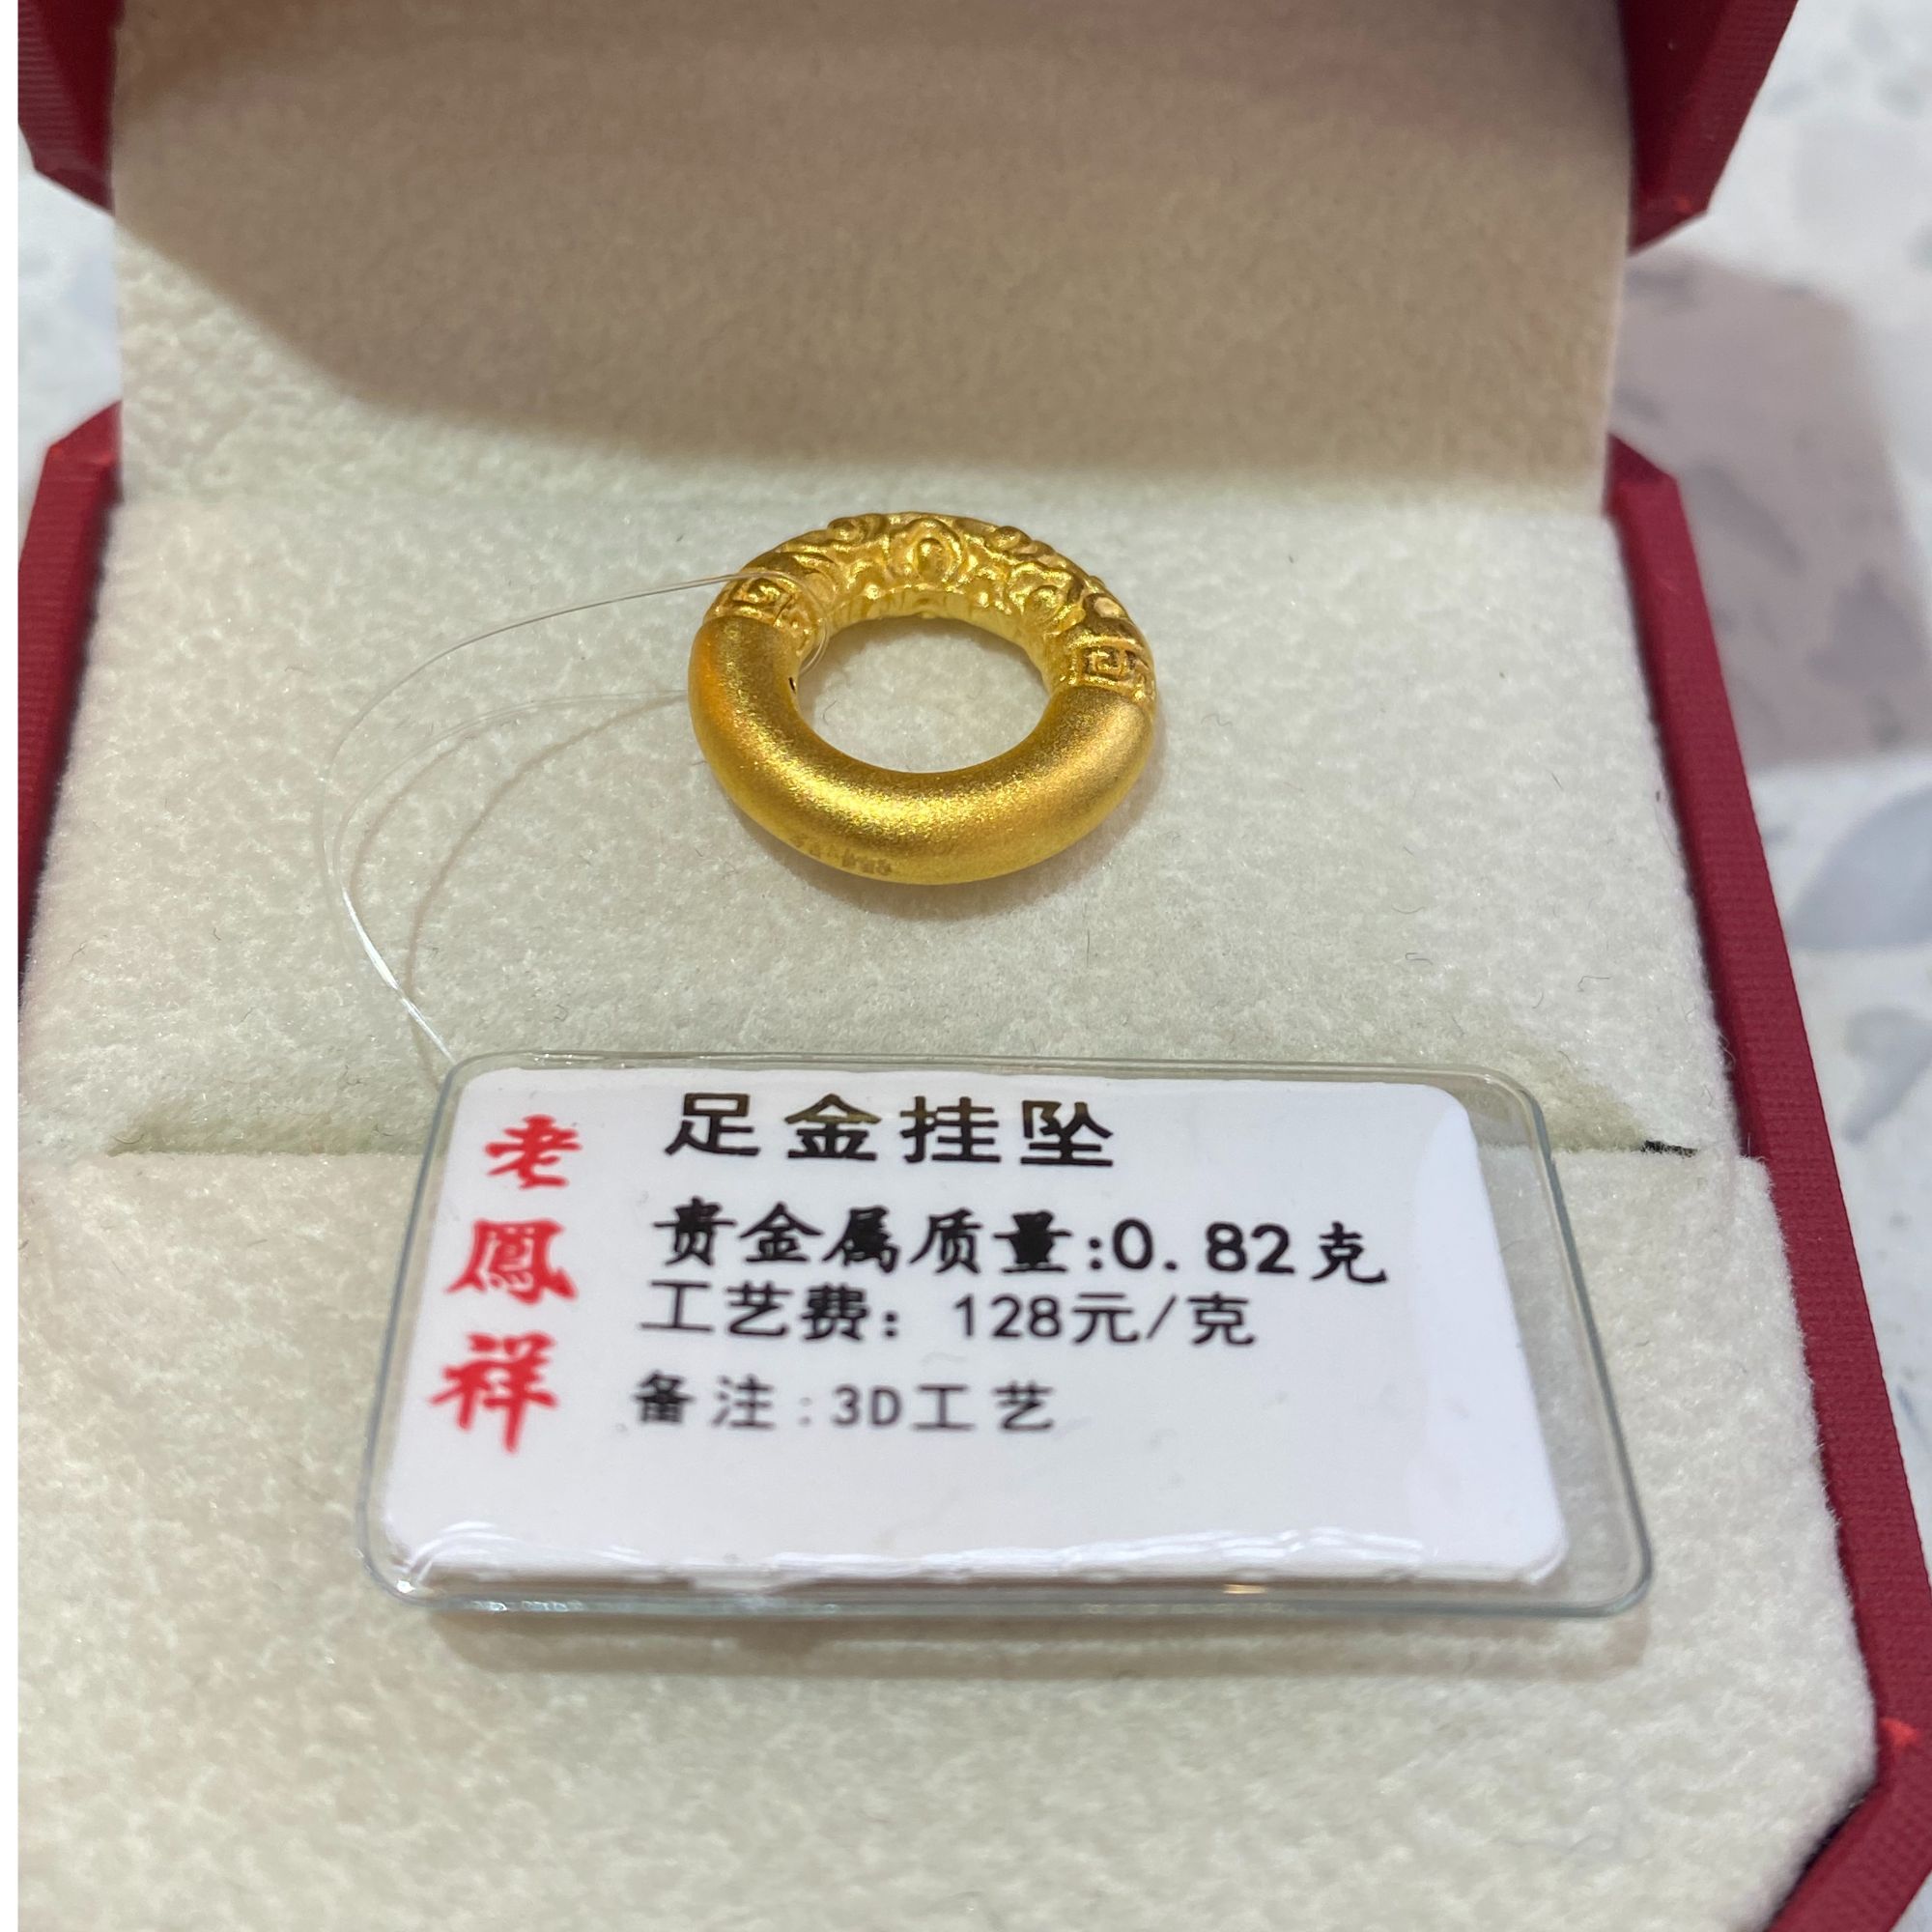 老鳳祥
足金挂坠
贵金属质量:0.82克
工艺费：128元/克
备注:3D工艺